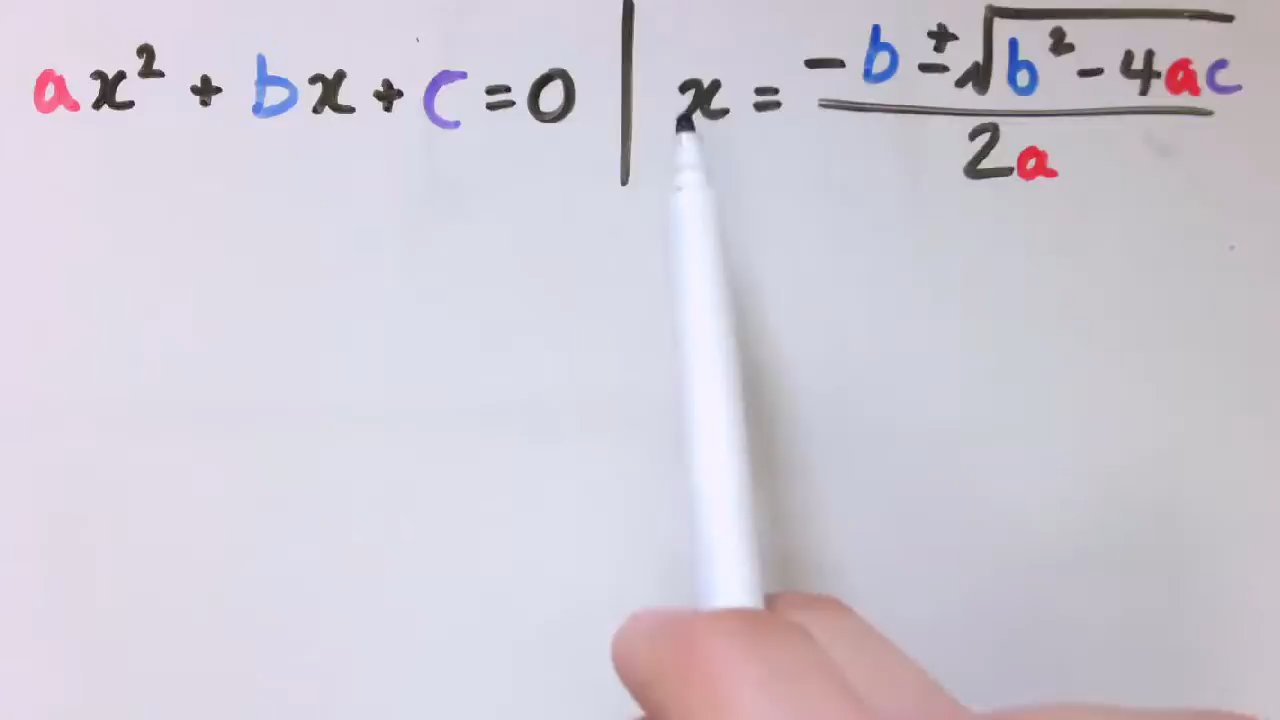 ax² + bx + c = 0 | x = (-b ± √(b² - 4ac)) / 2a